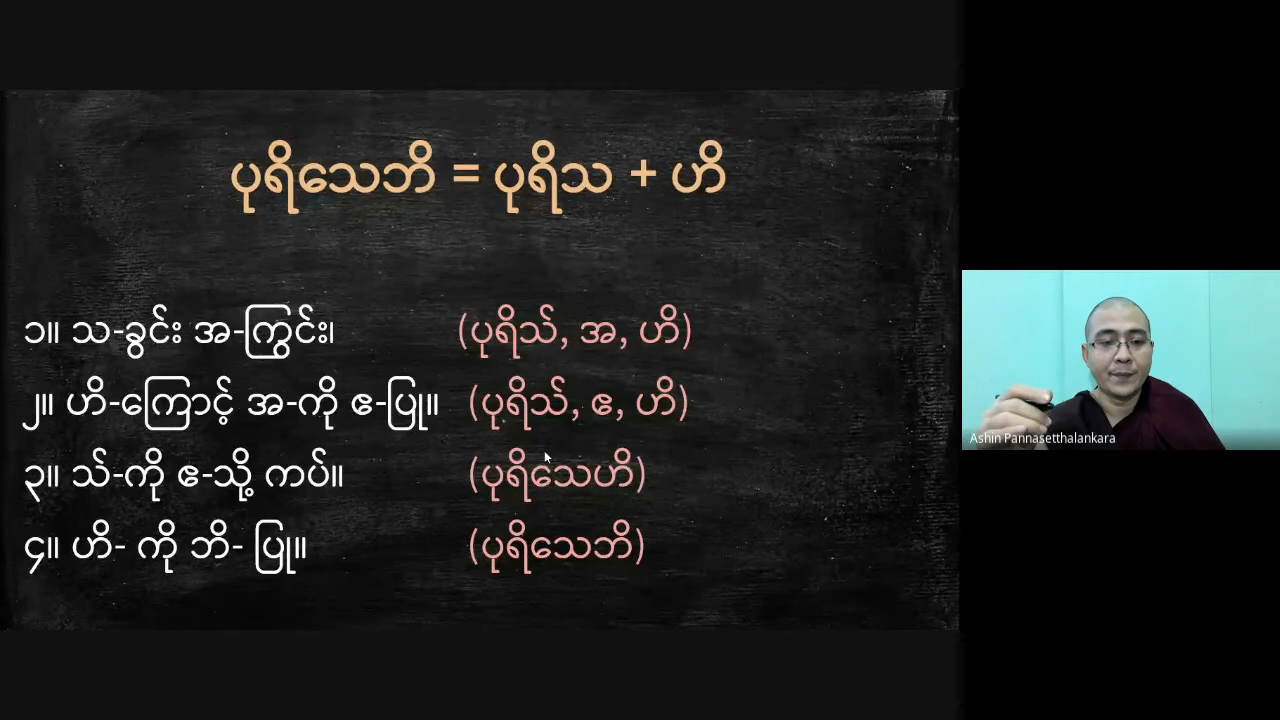 ပုရိသေဘိ = ပုရိသ + ဟိ
၁။ သ-ခွင်း အ-ကြွင်း၊ (ပုရိသ်, အ, ဟိ)
၂။ ဟိ-ကြောင့် အ-ကို ဧ-ပြု။ (ပုရိသ်, ဧ, ဟိ)
၃။ သ်-ကို ဧ-သို့ ကပ်။ (ပုရိသေဟိ)
၄။ ဟိ- ကို ဘိ- ပြု။ (ပုရိသေဘိ)
Ashin Pannasetthalankara